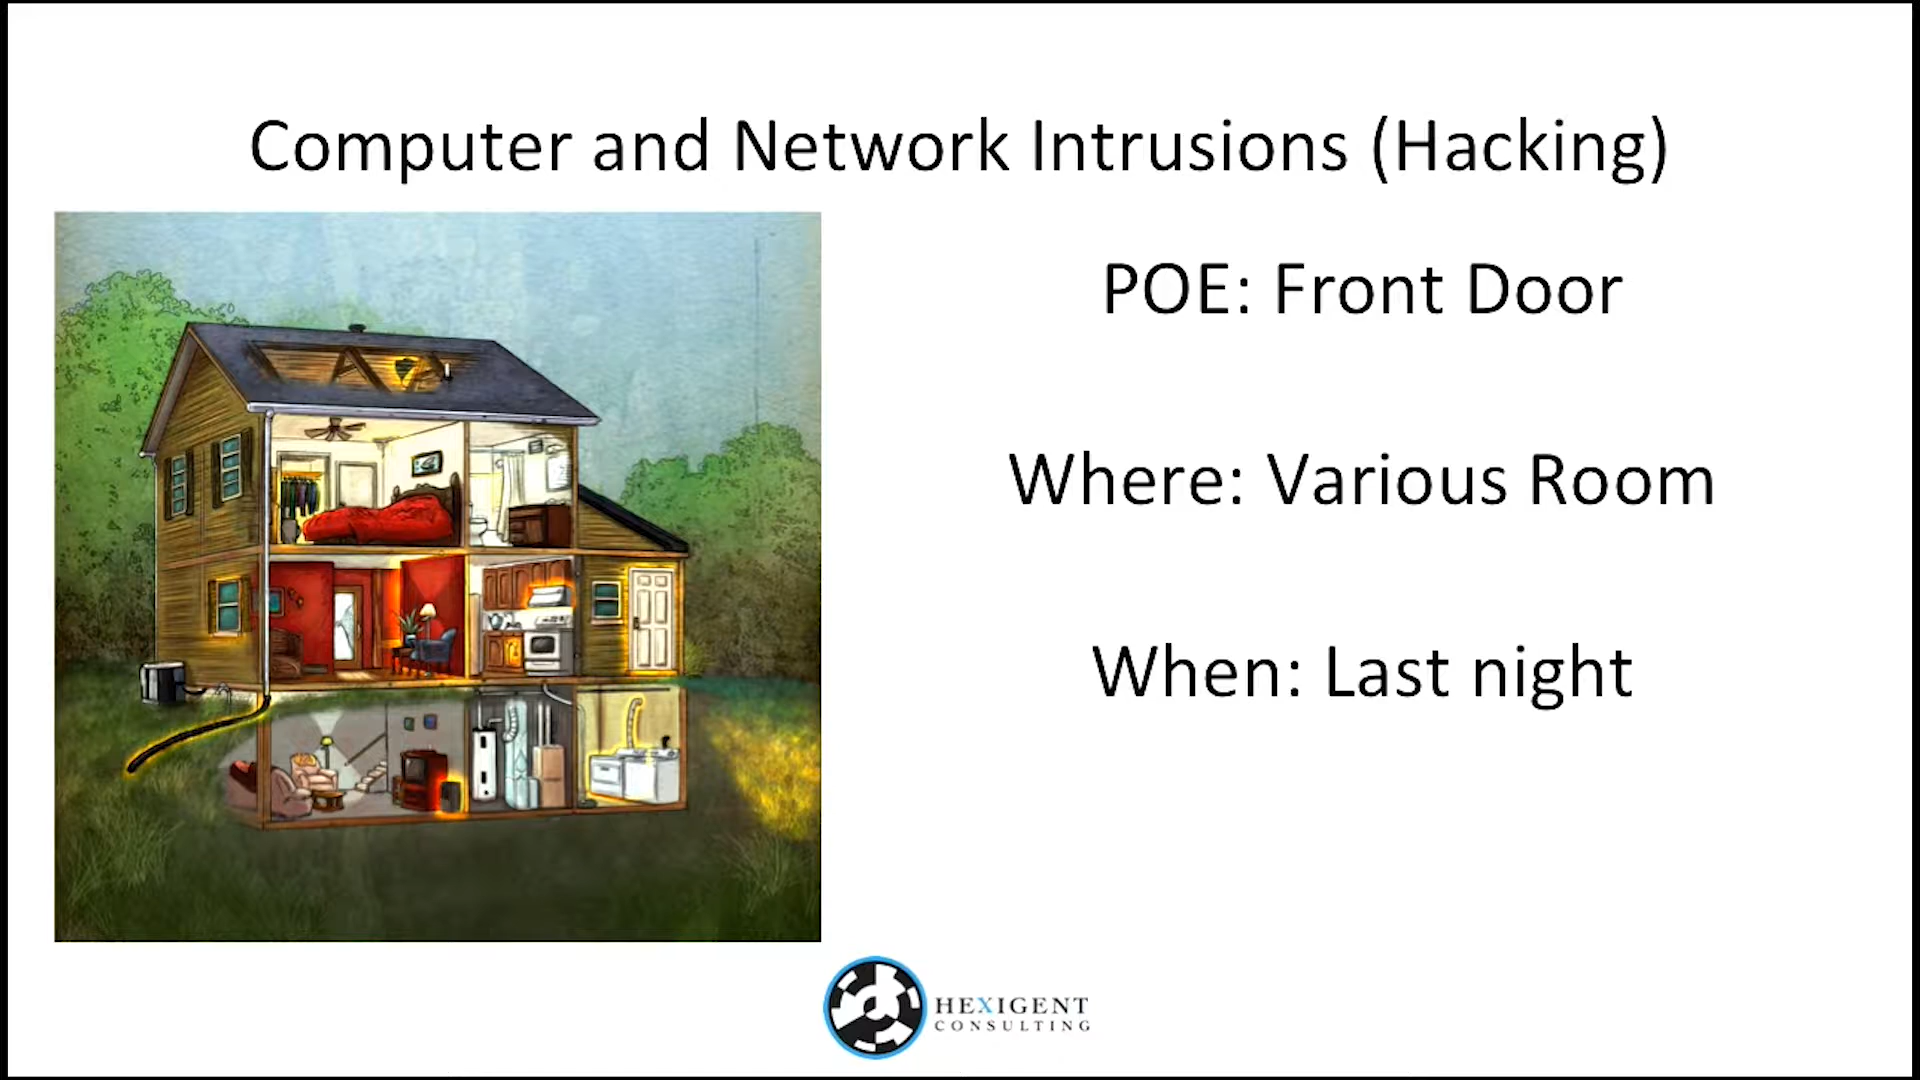 Computer and Network Intrusions (Hacking)
POE: Front Door
Where: Various Room
When: Last night
HEXIGENT
CONSULTING